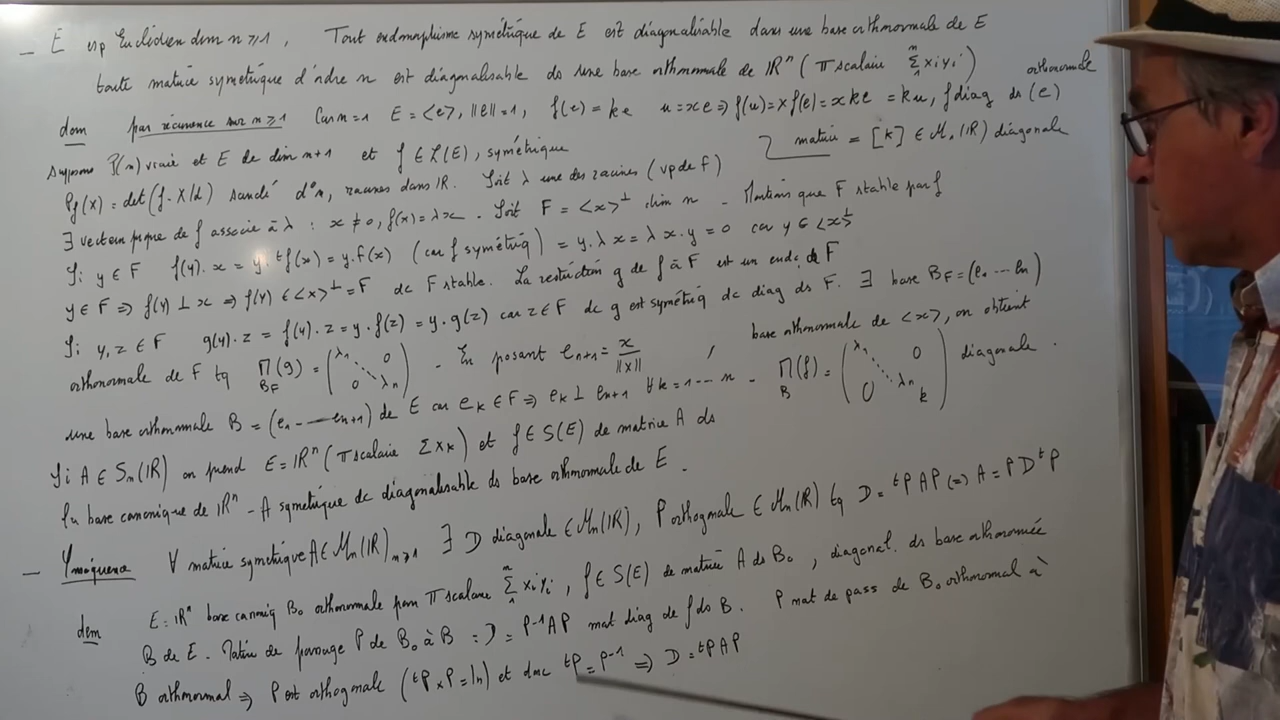 — E esp Euclidien dim n ≥ 1, Tout endomorphisme symétrique de E est diagonalisable dans une base orthonormale de E
toute matrice symétrique d'ordre n est diagonalisable ds une base orthonormale de ℝⁿ (π scalaire Σ₁ⁿ xᵢyᵢ)
dem par récurrence sur n ≥ 1 Cas n=1 E = <e>, ||e||=1, f(e) = ke u = xe ⇒ f(u) = x f(e) = x ke = ku, f diag ds (e) orthonormale
matrice = [k] ∈ M₁(ℝ) diagonale
Supposons P(n) vraie et E de dim n+1 et f ∈ L(E), symétrique
Pf(X) = det(f - X Id) scindé d°n, racines dans ℝ. Soit λ une des racines (vp de f)
∃ vecteur propre de f associé à λ : x ≠ 0, f(x) = λx. Soit F = <x>^⊥ dim n - Montrons que F stable par f
Si y ∈ F f(y).x = y.ᵗf(x) = y.f(x) (car f symétriq) = y.λx = λx.y = 0 car y ∈ <x>^⊥
y ∈ F ⇒ f(y) ⊥ x ⇒ f(y) ∈ <x>^⊥ = F dc F stable. La restriction g de f à F est un endo de F
Si y, z ∈ F g(y).z = f(y).z = y.f(z) = y.g(z) car z ∈ F dc g est symétriq dc diag ds F. ∃ base B_F = (e₁ ... eₙ)
orthonormale de F tq M_{B_F}(g) = (λ₁ 0 ⋱ 0 λₙ) - En posant eₙ₊₁ = x/||x||, base orthonormale de <x>, on obtient
une base orthonormale B = (e₁ — eₙ₊₁) de E car e_k ∈ F ⇒ e_k ⊥ eₙ₊₁ ∀k = 1 ... n - M_B(f) = (λ₁ 0 ⋱ λₙ 0 k) diagonale.
Si A ∈ Sₙ(ℝ) on prend E = ℝⁿ (π scalaire Σ x_k) et f ∈ S(E) de matrice A ds
la base canonique de ℝⁿ - A symétrique dc diagonalisable ds base orthormale de E.
— Conséquence ∀ matrice symétrique A ∈ Mₙ(ℝ) n≥1, ∃ D diagonale ∈ Mₙ(ℝ), P orthogonale ∈ Mₙ(ℝ) tq D = ᵗPAP (=) A = PDᵗP
dem E = ℝⁿ base canoniq B₀ orthonormale pour π scalaire Σ₁ⁿ xᵢyᵢ, f ∈ S(E) de matrice A ds B₀, diagonal. ds base orthonormée
B de E. Matrice de passage P de B₀ à B : D = P⁻¹AP mat diag de f ds B. P mat de pass de B₀ orthonormal à
B orthonormal ⇒ P est orthogonale (ᵗP×P = Iₙ) et donc ᵗP = P⁻¹ ⇒ D = ᵗPAP